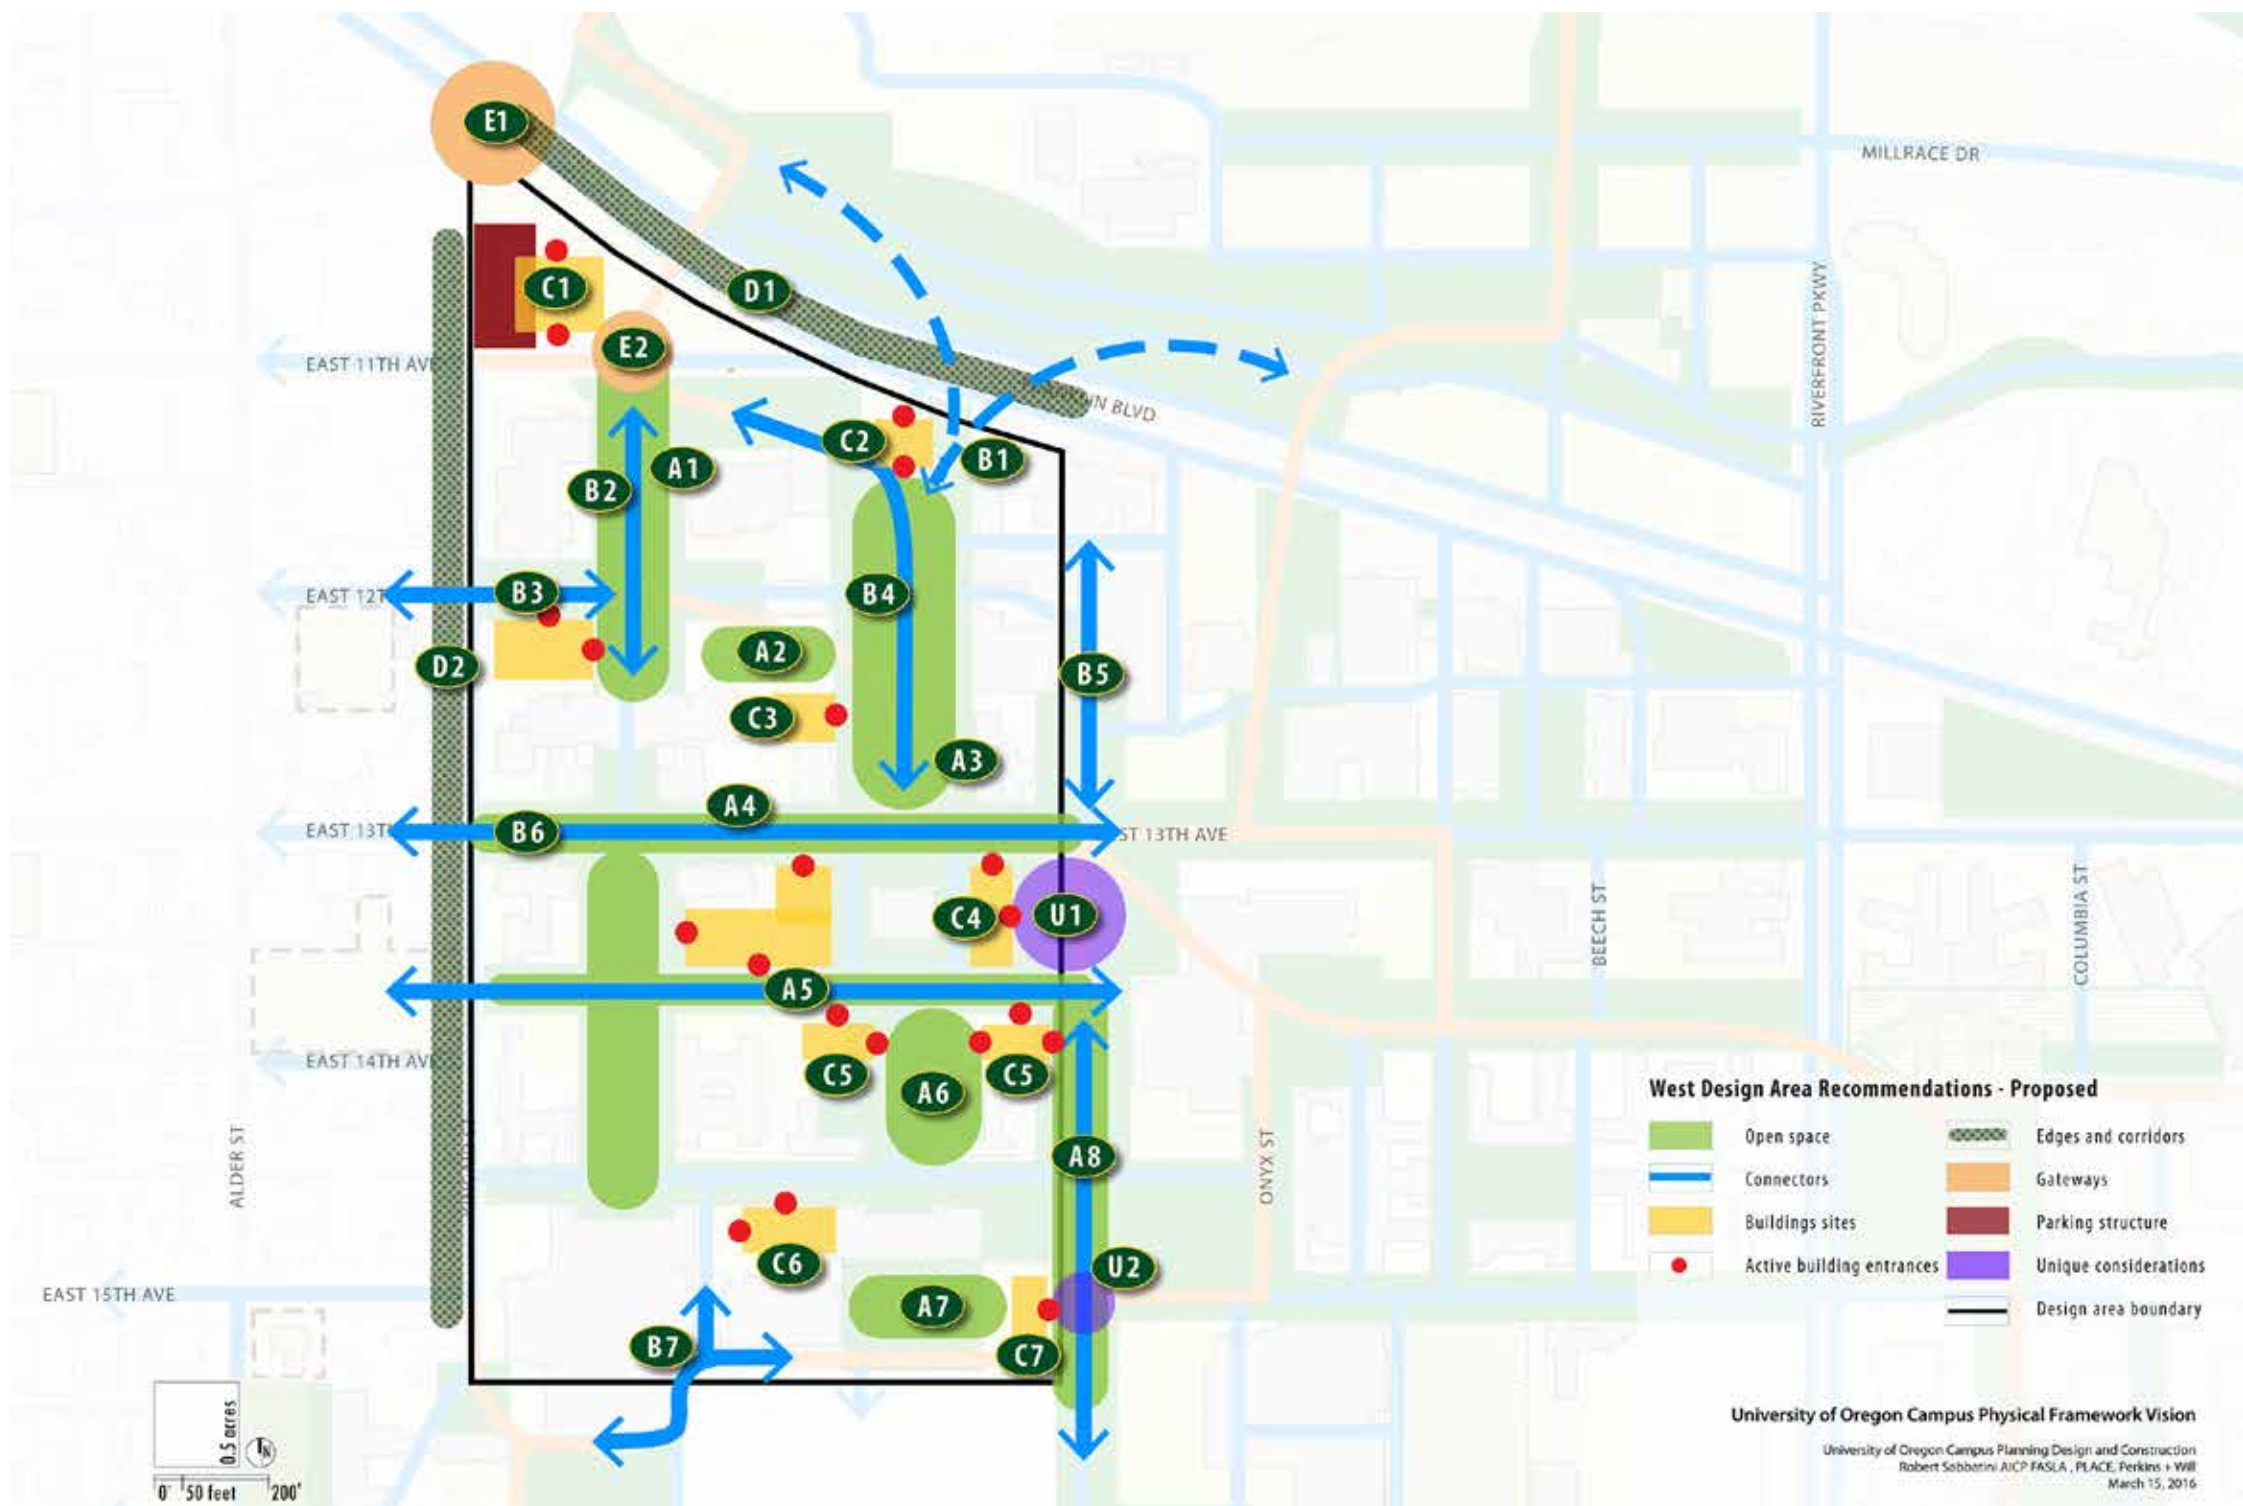 E1
MILLRACE DR
C1
D1
E2
EAST 11TH AV
RIVERFRONT PKWY
N BLVD
C2
B1
A1
B2
B3
EAST 12T
B4
A2
D2
B5
C3
A3
A4
EAST 13T
B6
ST 13TH AVE
C4
U1
BEECH ST
COLUMBIA ST
A5
EAST 14TH AV
C5
C5
A6
ALDER ST
A8
ONYX ST
C6
U2
EAST 15TH AVE
A7
B7
C7
West Design Area Recommendations - Proposed
Open space
Edges and corridors
Connectors
Gateways
Buildings sites
Parking structure
Active building entrances
Unique considerations
Design area boundary
0.5 acres
N
0' 50 feet 200'
University of Oregon Campus Physical Framework Vision
University of Oregon Campus Planning Design and Construction
Robert Sabbatini AICP FASLA , PLACE, Perkins + Will
March 15, 2016